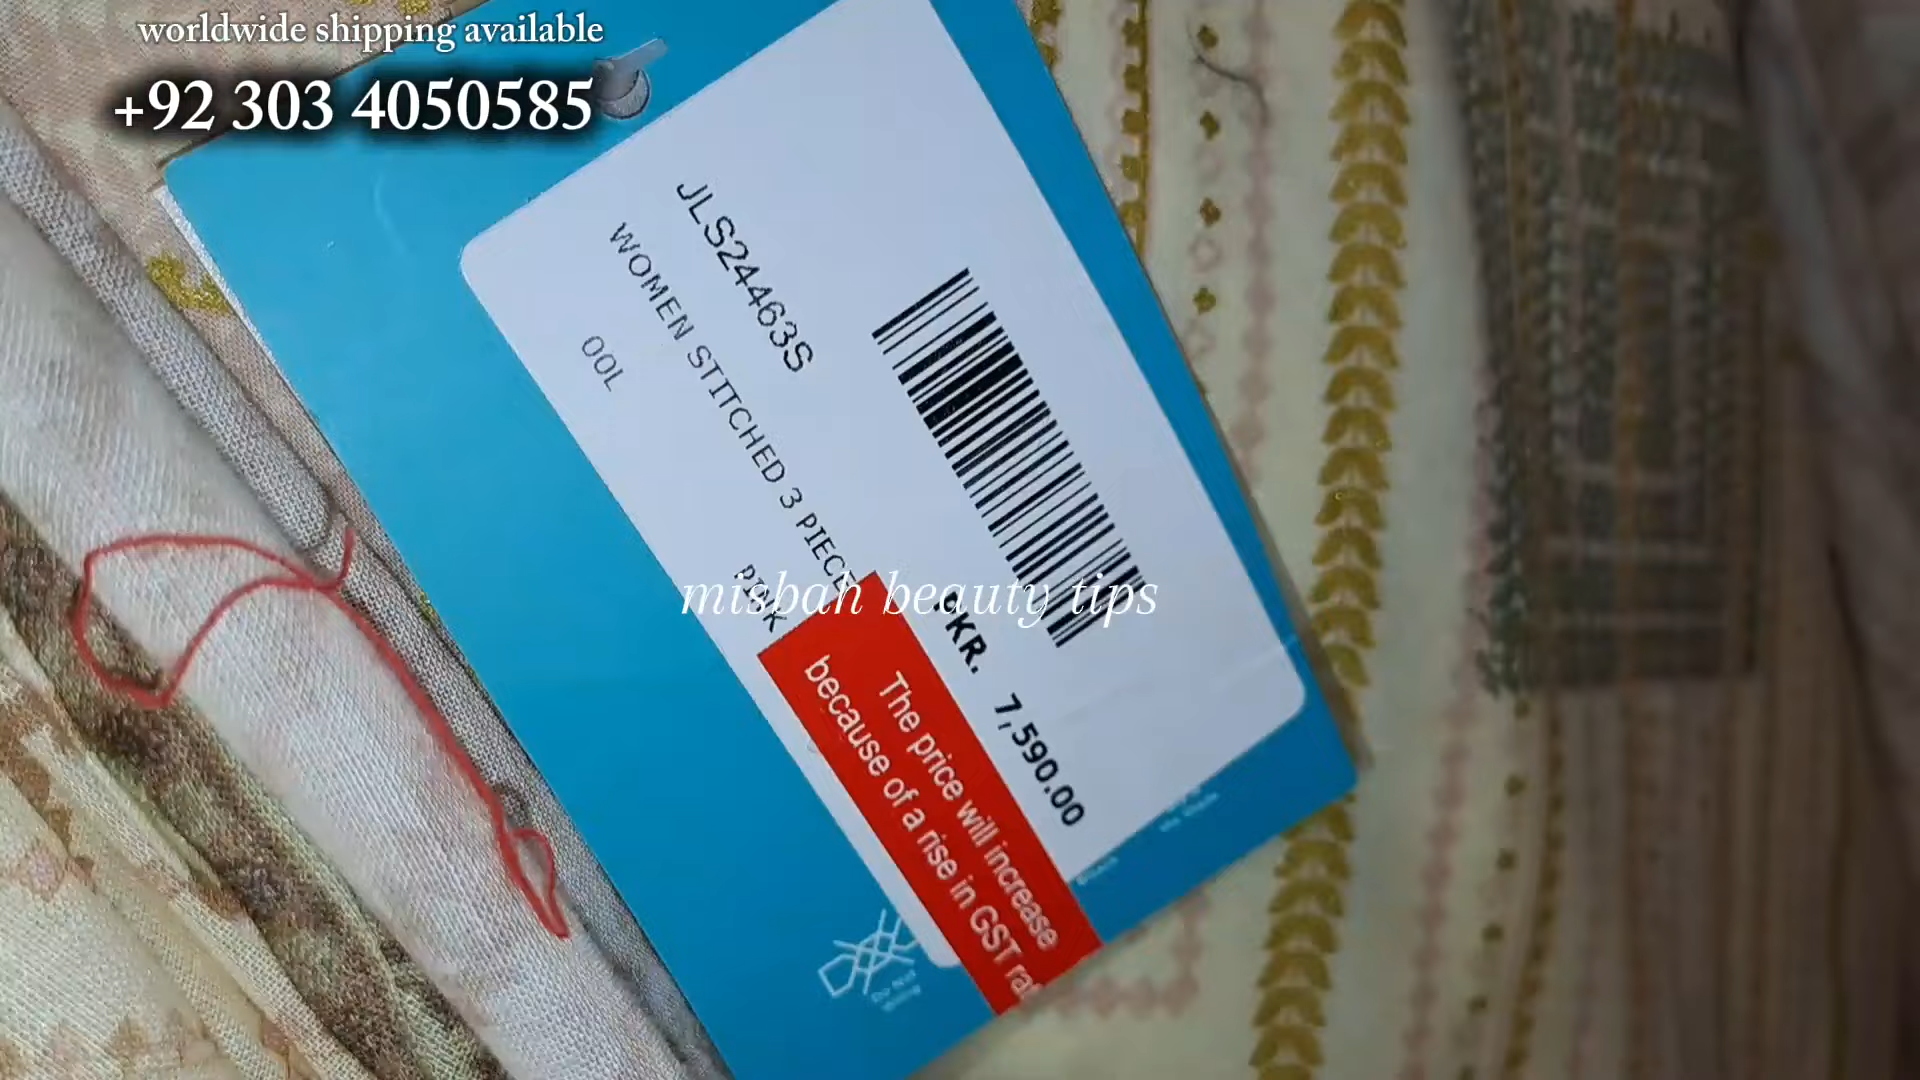 worldwide shipping available
+92 303 4050585
JLS24463S
WOMEN STITCHED 3 PIECE
00L
PINK
PKR. 7,590.00
The price will increase
because of a rise in GST
misbah beauty tips